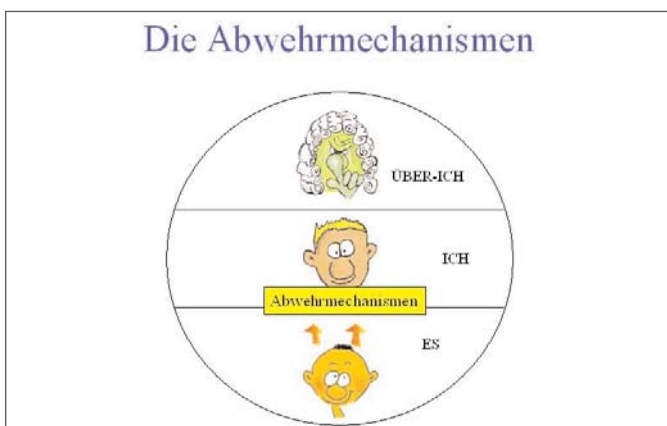 Die Abwehrmechanismen
ÜBER-ICH
ICH
Abwehrmechanismen
ES